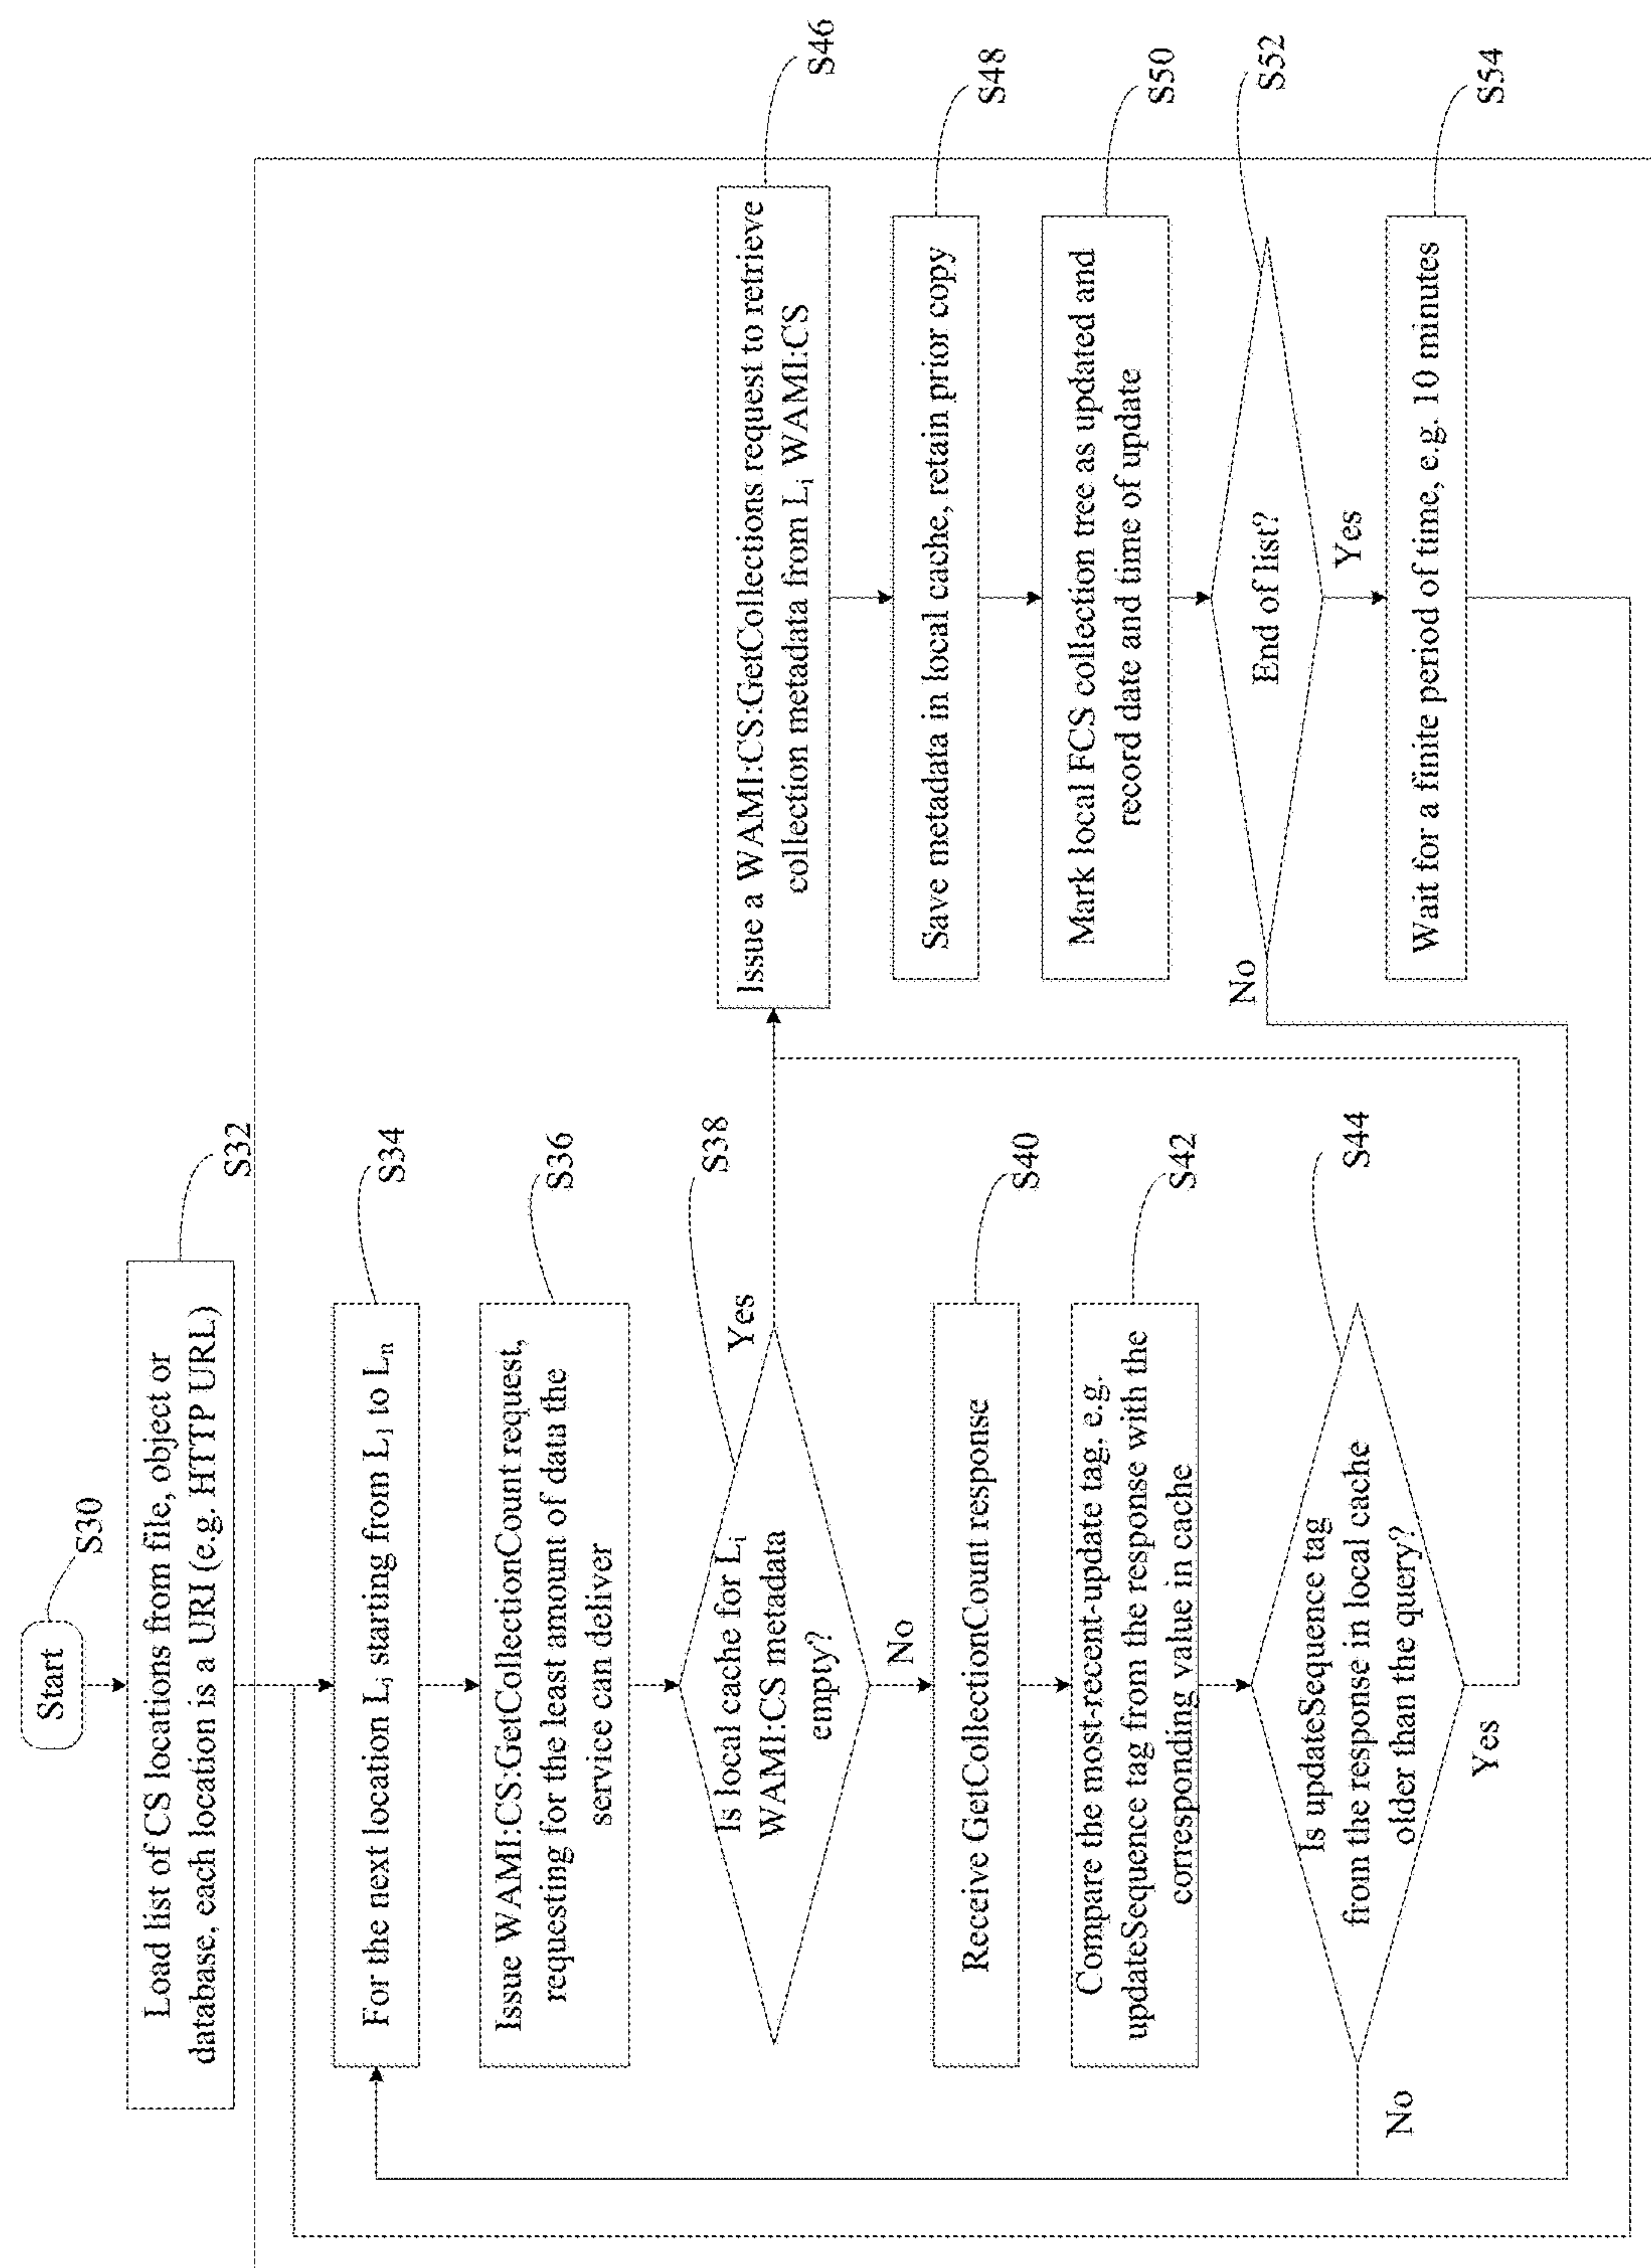 Start
S30
Load list of CS locations from file, object or
database, each location is a URI (e.g. HTTP URL)
S32
For the next location Li starting from L1 to Ln
S34
Issue WAMI:CS:GetCollectionCount request,
requesting for the least amount of data the
service can deliver
S36
Is local cache for Li
WAMI:CS metadata
empty?
S38
Yes
No
Receive GetCollectionCount response
S40
Compare the most-recent-update tag, e.g.
updateSequence tag from the response with the
corresponding value in cache
S42
Is updateSequence tag
from the response in local cache
older than the query?
S44
No
Yes
Issue a WAMI:CS:GetCollections request to retrieve
collection metadata from Li WAMI:CS
S46
Save metadata in local cache, retain prior copy
S48
Mark local FCS collection tree as updated and
record date and time of update
S50
End of list?
S52
No
Yes
Wait for a finite period of time, e.g. 10 minutes
S54